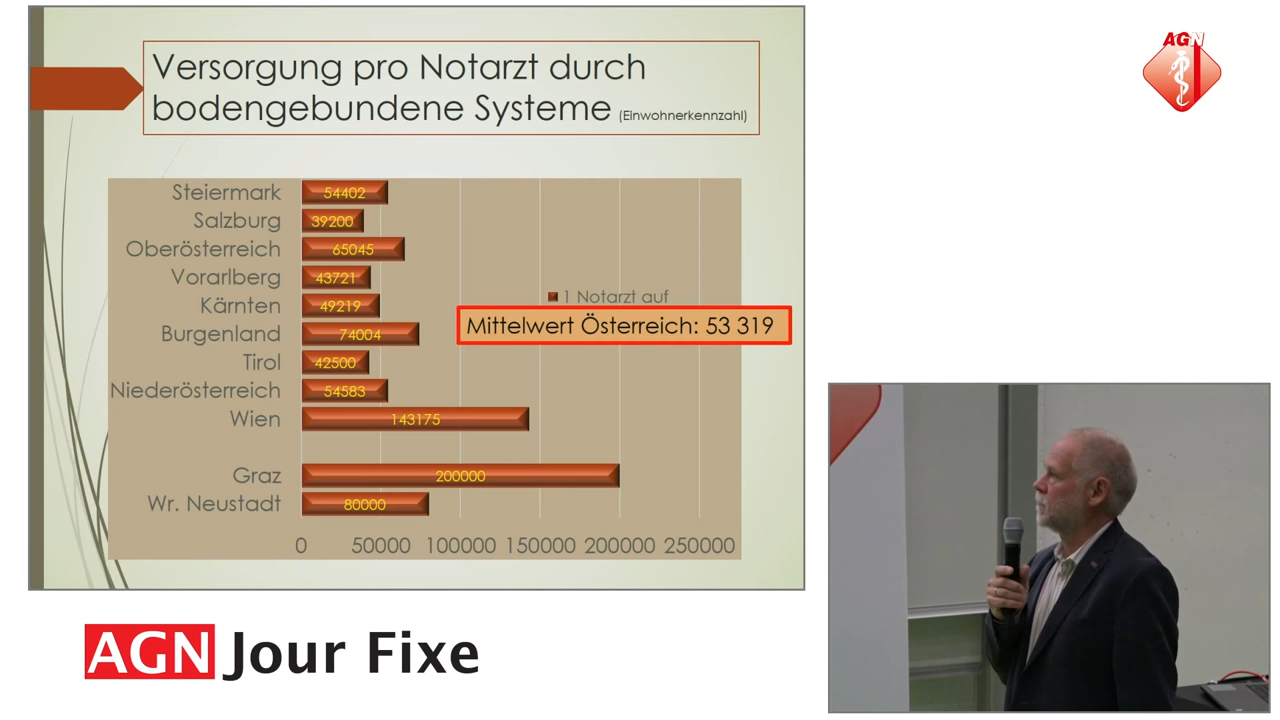 Versorgung pro Notarzt durch
bodengebundene Systeme (Einwohnerkennzahl)
Steiermark 54402
Salzburg 39200
Oberösterreich 65045
Vorarlberg 43721
Kärnten 49219
Burgenland 74004
Tirol 42500
Niederösterreich 54583
Wien 143175
Graz 200000
Wr. Neustadt 80000
0 50000 100000 150000 200000 250000
1 Notarzt auf
Mittelwert Österreich: 53 319
AGN
AGN Jour Fixe